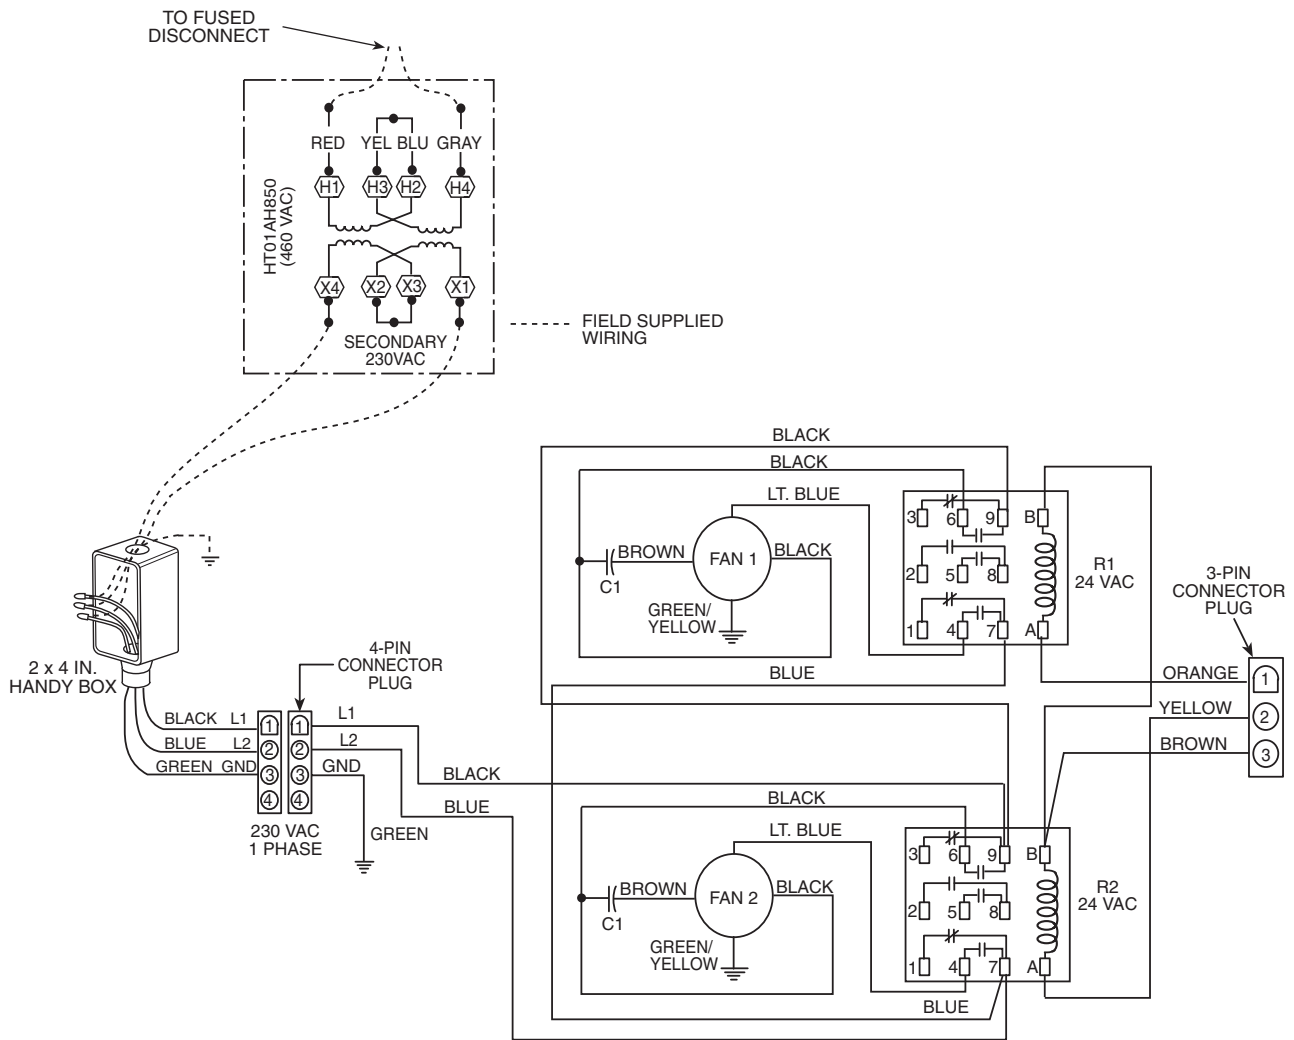 TO FUSED
DISCONNECT
RED YEL BLU GRAY
H1 H3 H2 H4
HT01AH850
(460 VAC)
X4 X2 X3 X1
SECONDARY
230VAC
FIELD SUPPLIED
WIRING
BLACK
BLACK
LT. BLUE
3 6 9 B
BROWN FAN 1 BLACK
C1
2 5 8
R1
24 VAC
GREEN/
YELLOW
1 4 7 A
3-PIN
CONNECTOR
PLUG
BLUE
ORANGE 1
YELLOW 2
BROWN 3
2 x 4 IN.
HANDY BOX
4-PIN
CONNECTOR
PLUG
BLACK L1 1 1 L1
BLUE L2 2 2 L2
GREEN GND 3 3 GND
4 4
230 VAC
1 PHASE
GREEN
BLACK
BLUE
BLACK
LT. BLUE
3 6 9 B
BROWN FAN 2 BLACK
C1
2 5 8
R2
24 VAC
GREEN/
YELLOW
1 4 7 A
BLUE